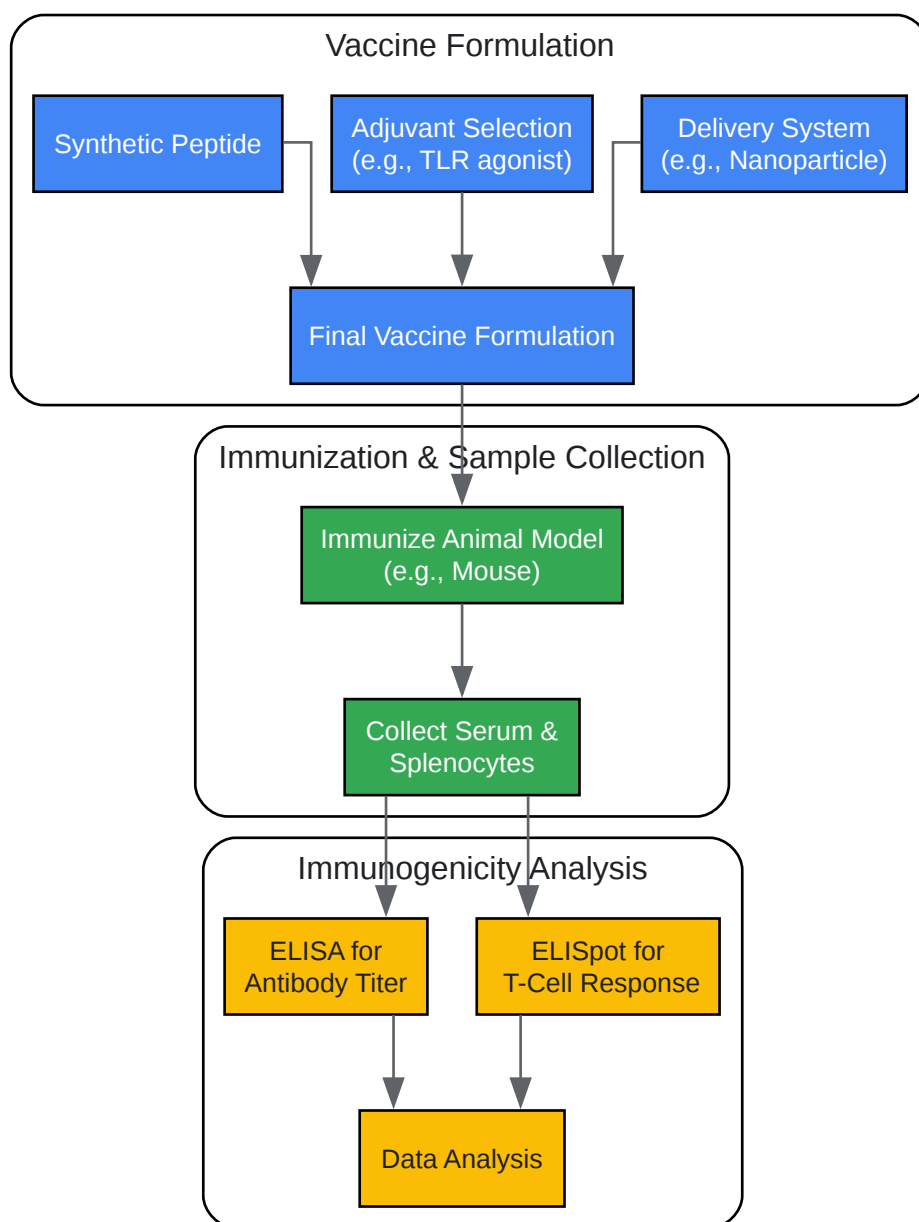 Vaccine Formulation
Synthetic Peptide
Adjuvant Selection
(e.g., TLR agonist)
Delivery System
(e.g., Nanoparticle)
Final Vaccine Formulation
Immunization & Sample Collection
Immunize Animal Model
(e.g., Mouse)
Collect Serum &
Splenocytes
Immunogenicity Analysis
ELISA for
Antibody Titer
ELISpot for
T-Cell Response
Data Analysis